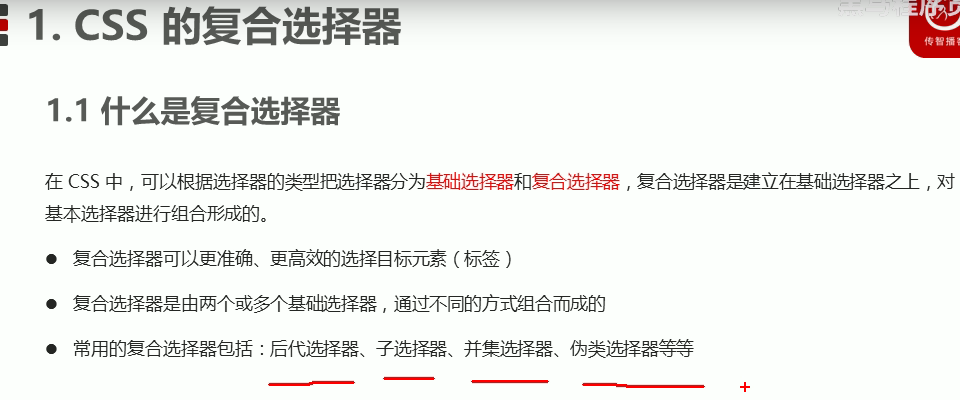 1. CSS 的复合选择器
传智播客
1.1 什么是复合选择器
在 CSS 中，可以根据选择器的类型把选择器分为基础选择器和复合选择器，复合选择器是建立在基础选择器之上，对
基本选择器进行组合形成的。
● 复合选择器可以更准确、更高效的选择目标元素（标签）
● 复合选择器是由两个或多个基础选择器，通过不同的方式组合而成的
● 常用的复合选择器包括：后代选择器、子选择器、并集选择器、伪类选择器等等